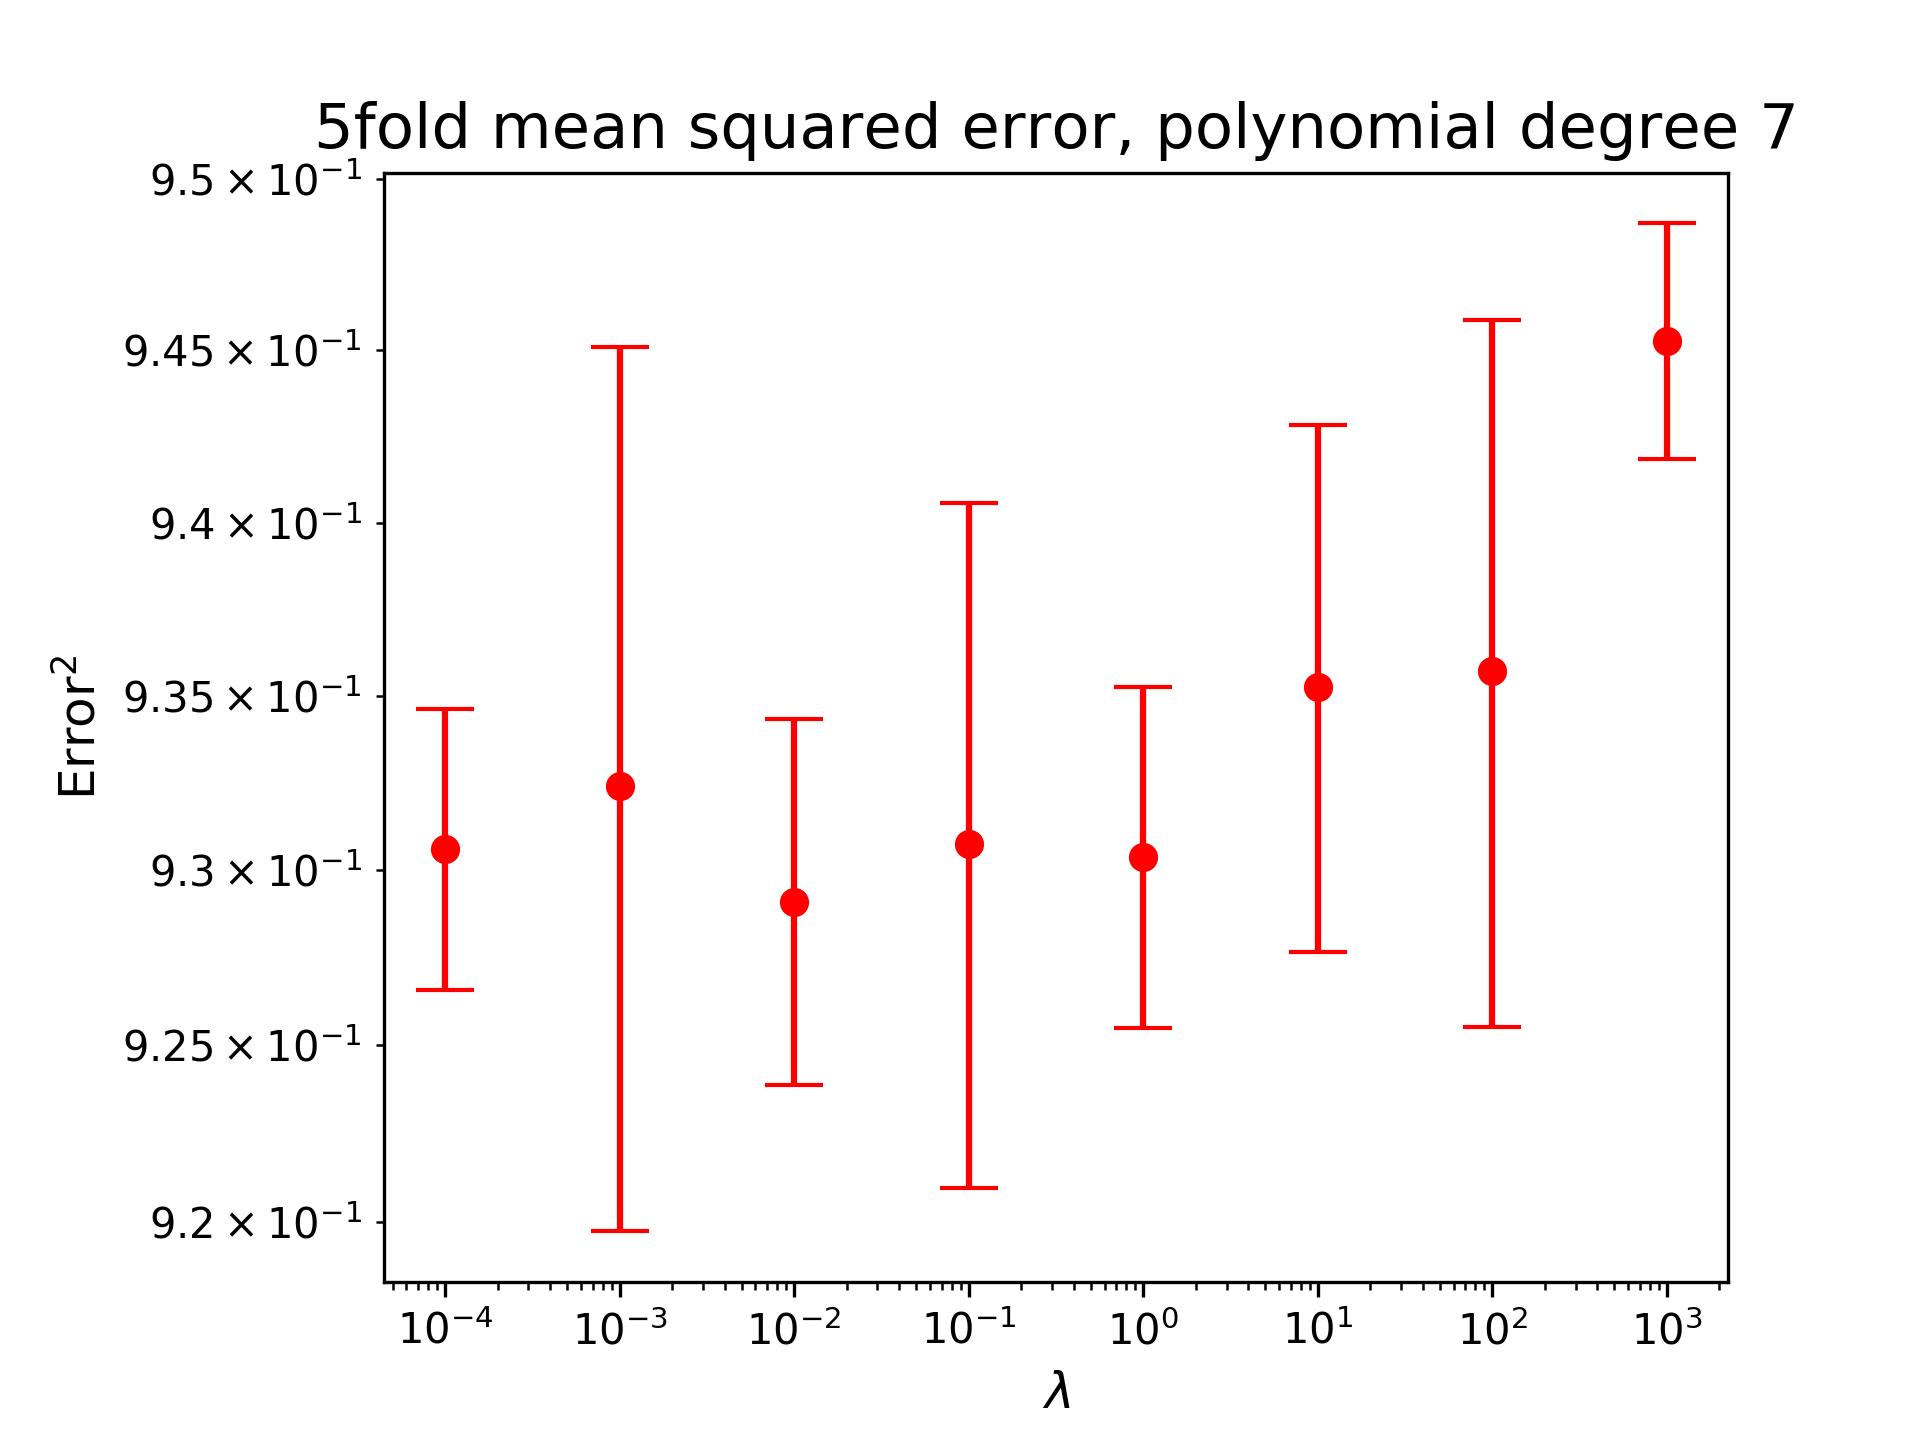 5fold mean squared error, polynomial degree 7
9.5 × 10⁻¹
9.45 × 10⁻¹
9.4 × 10⁻¹
9.35 × 10⁻¹
9.3 × 10⁻¹
9.25 × 10⁻¹
9.2 × 10⁻¹
Error²
10⁻⁴ 10⁻³ 10⁻² 10⁻¹ 10⁰ 10¹ 10² 10³
λ